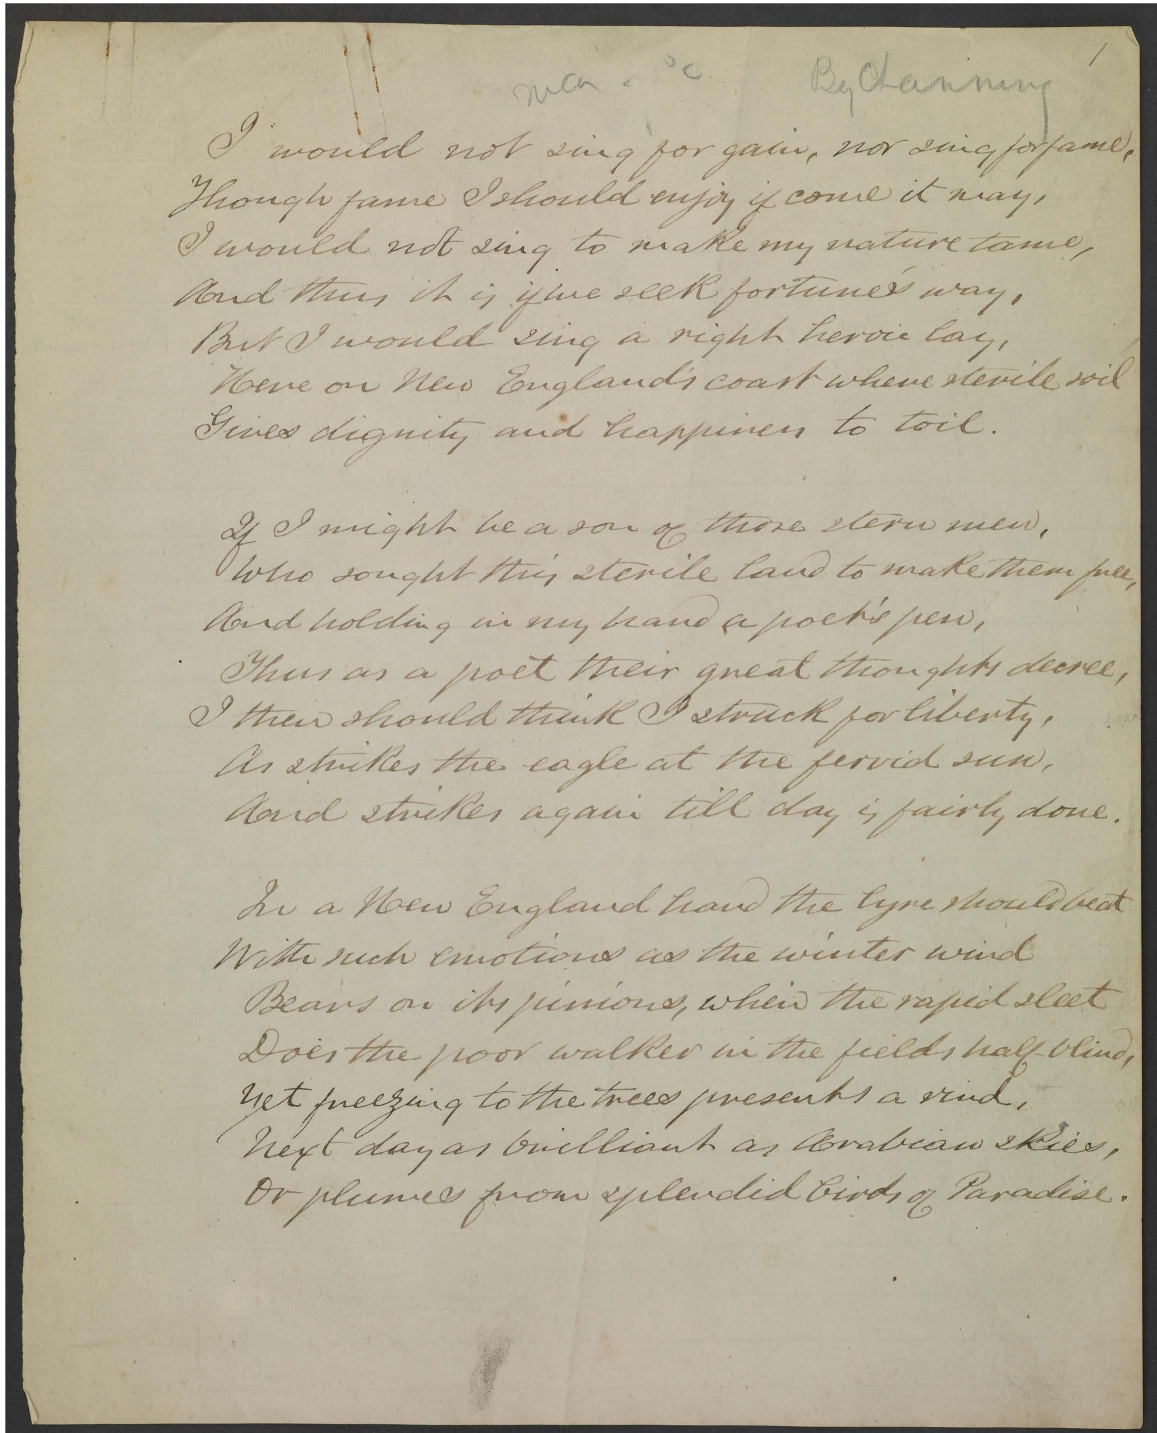 1
By Channing
I would not sing for gain, nor sing for fame,
Though fame I should enjoy if come it may,
I would not sing to make my nature tame,
And thus it is if we seek fortune's way,
But I would sing a right heroic lay,
Here on New England's coast where sterile soil
Gives dignity and happiness to toil.
If I might be a son of those stern men,
Who sought this sterile land to make them free,
And holding in my hand a poet's pen,
Thus as a poet their great thoughts decree,
I then should think I struck for liberty,
As strikes the eagle at the fervid sun,
And strikes again till day is fairly done.
In a New England hand the lyre should beat
With such emotions as the winter wind
Bears on its pinions, when the rapid sleet
Does the poor walker in the fields half-blind,
Yet freezing to the trees presents a rind,
Next day as brilliant as Arabian skies,
Or plumes from splendid birds of Paradise.